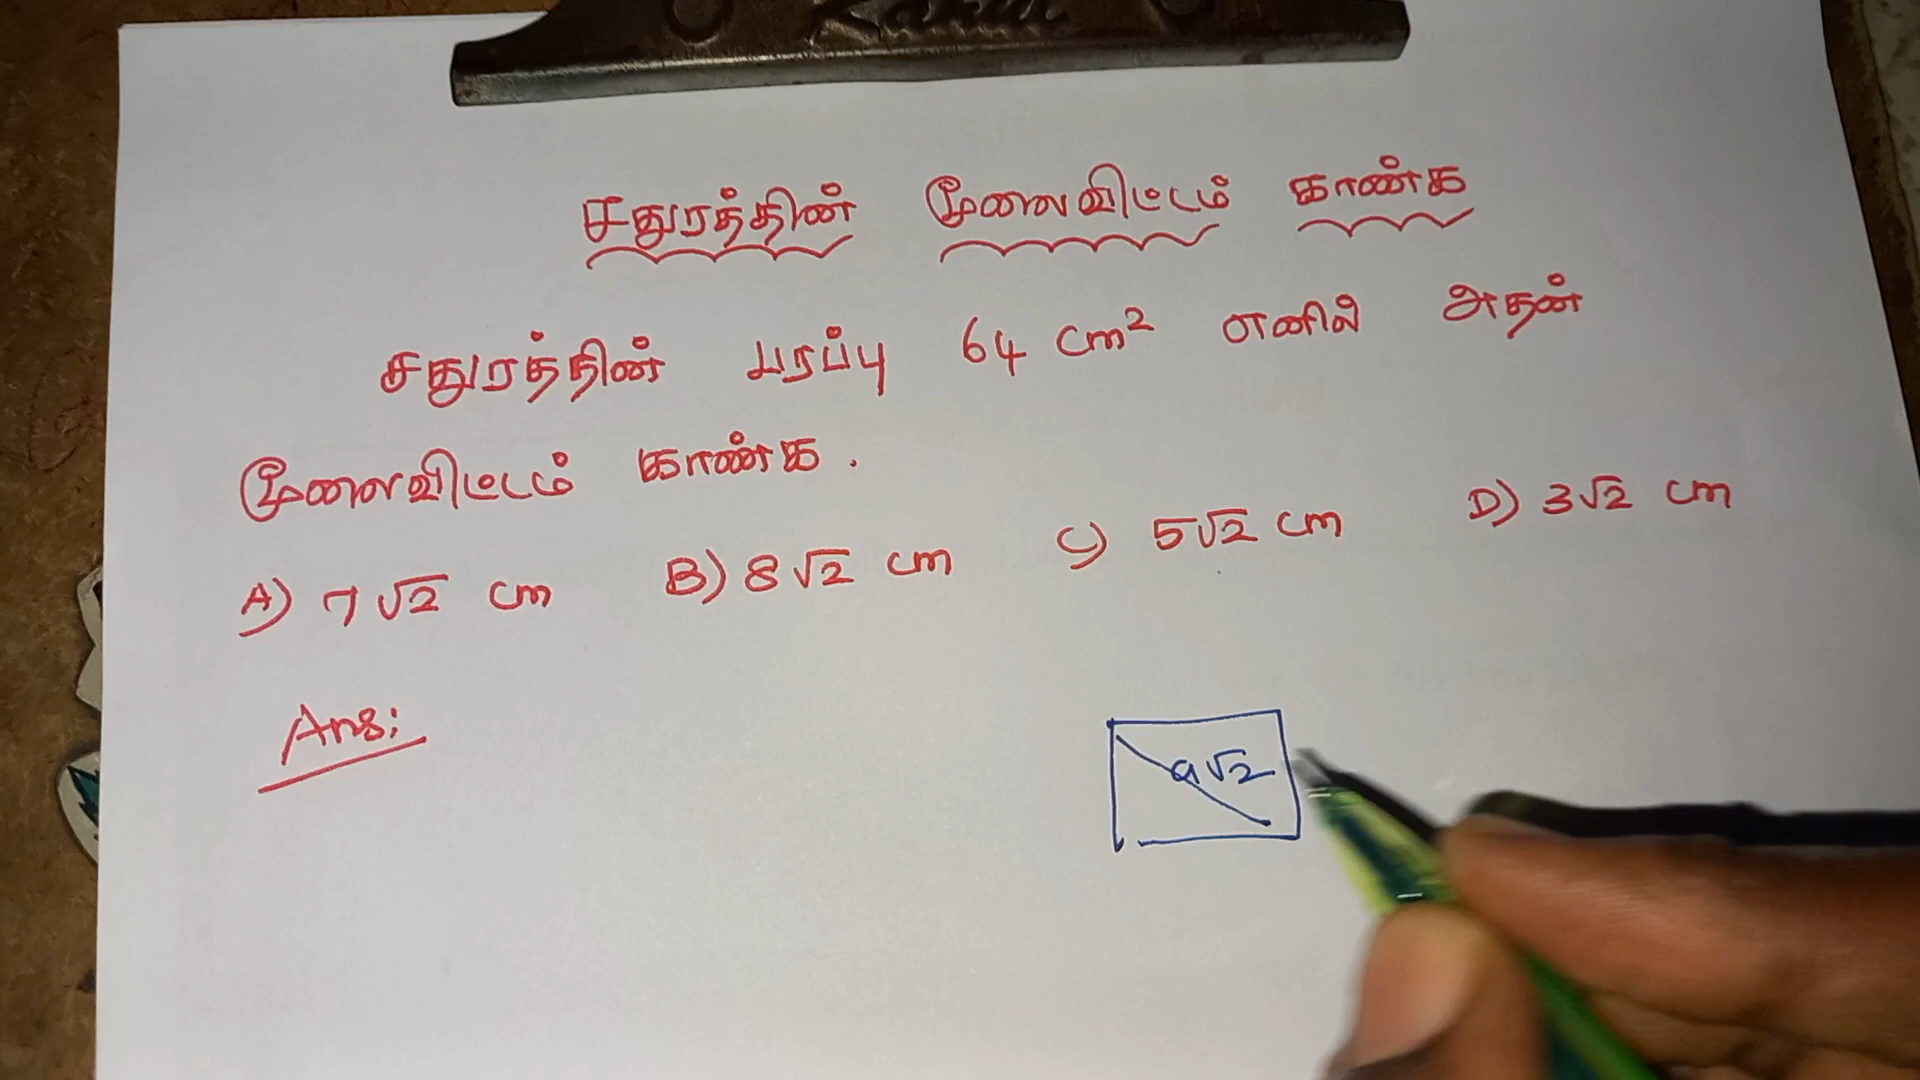 சதுரத்தின் மூலைவிட்டம் காண்க
சதுரத்தின் பரப்பு 64 cm² எனில் அதன்
மூலைவிட்டம் காண்க.
A) 7√2 cm B) 8√2 cm C) 5√2 cm D) 3√2 cm
Ans:
a√2